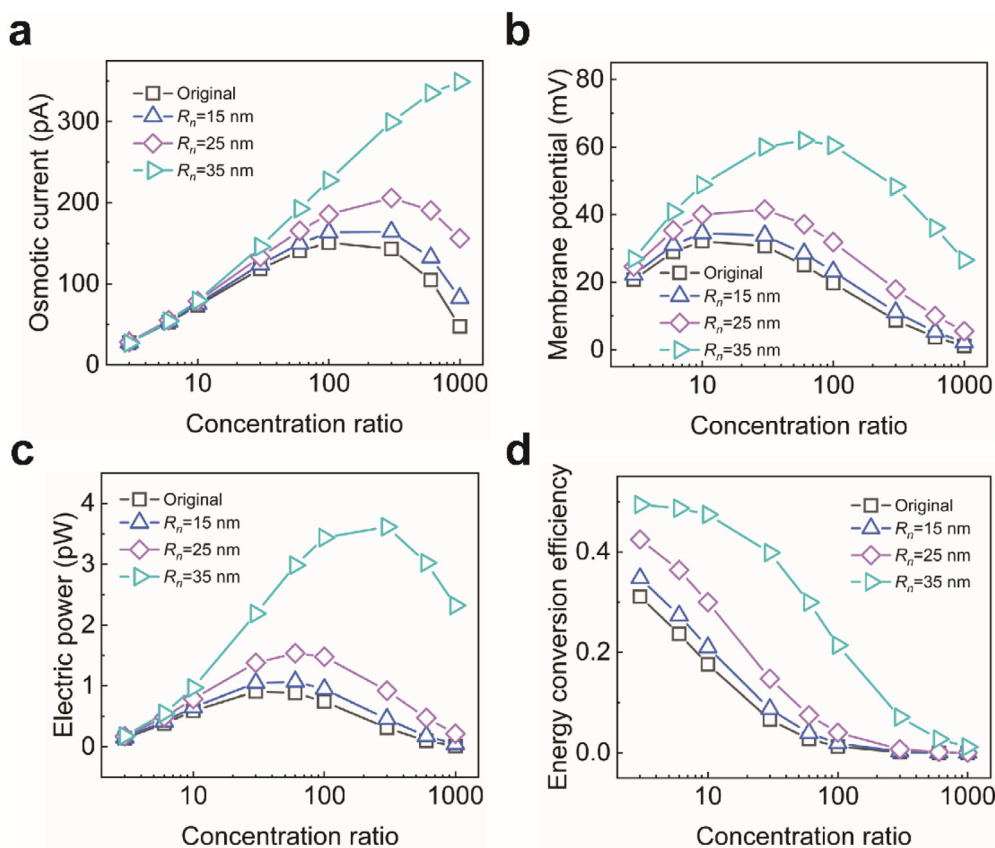 a
Osmotic current (pA)
300
200
100
0
Original
Rn=15 nm
Rn=25 nm
Rn=35 nm
10
100
1000
Concentration ratio
b
Membrane potential (mV)
80
60
40
20
0
Original
Rn=15 nm
Rn=25 nm
Rn=35 nm
10
100
1000
Concentration ratio
c
Electric power (pW)
4
3
2
1
0
Original
Rn=15 nm
Rn=25 nm
Rn=35 nm
10
100
1000
Concentration ratio
d
Energy conversion efficiency
0.4
0.2
0.0
Original
Rn=15 nm
Rn=25 nm
Rn=35 nm
10
100
1000
Concentration ratio